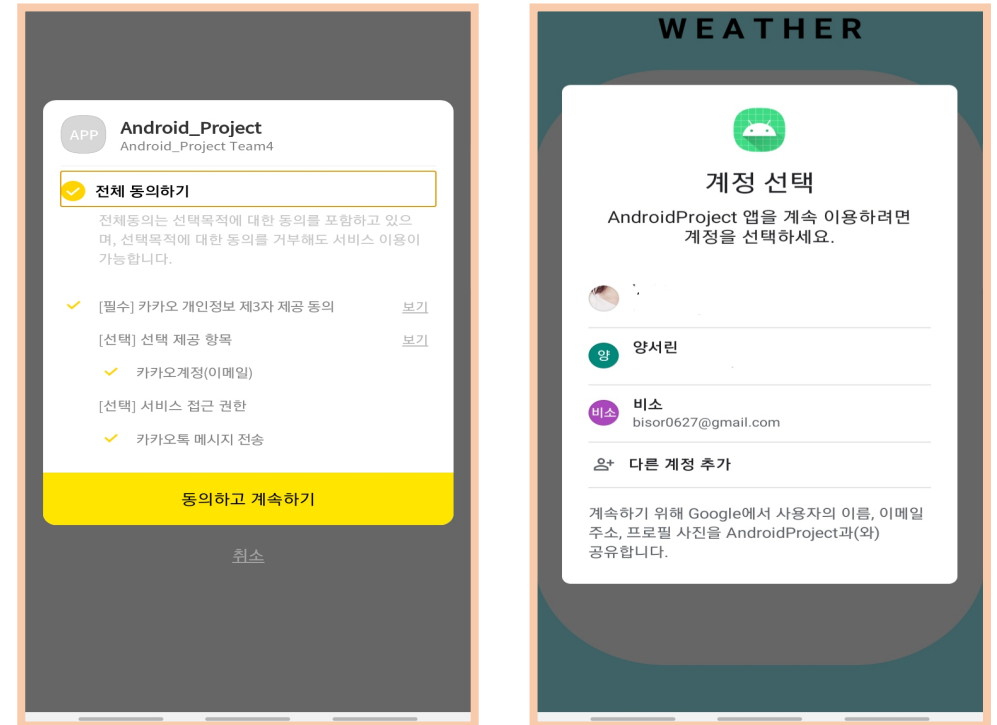 APP
Android_Project
Android_Project Team4
전체 동의하기
전체동의는 선택목적에 대한 동의를 포함하고 있으
며, 선택목적에 대한 동의를 거부해도 서비스 이용이
가능합니다.
[필수] 카카오 개인정보 제3자 제공 동의 보기
[선택] 선택 제공 항목 보기
카카오계정(이메일)
[선택] 서비스 접근 권한
카카오톡 메시지 전송
동의하고 계속하기
취소
WEATHER
계정 선택
AndroidProject 앱을 계속 이용하려면
계정을 선택하세요.
양
양서린
비소
비소
bisor0627@gmail.com
다른 계정 추가
계속하기 위해 Google에서 사용자의 이름, 이메일
주소, 프로필 사진을 AndroidProject과(와)
공유합니다.